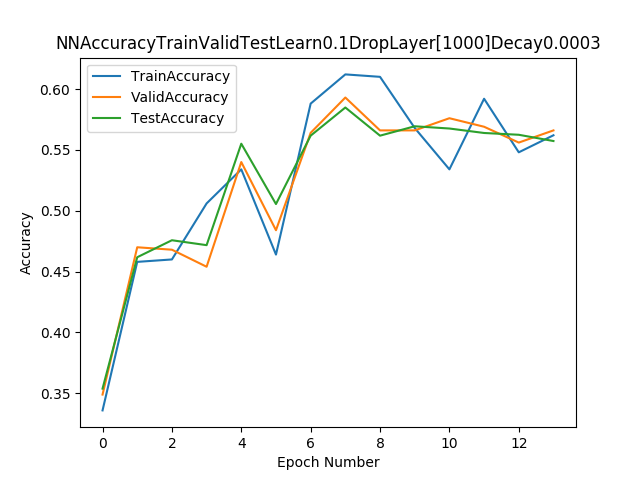 NNAccuracyTrainValidTestLearn0.1DropLayer[1000]Decay0.0003
TrainAccuracy
ValidAccuracy
TestAccuracy
0.60
0.55
0.50
0.45
0.40
0.35
Accuracy
0 2 4 6 8 10 12
Epoch Number